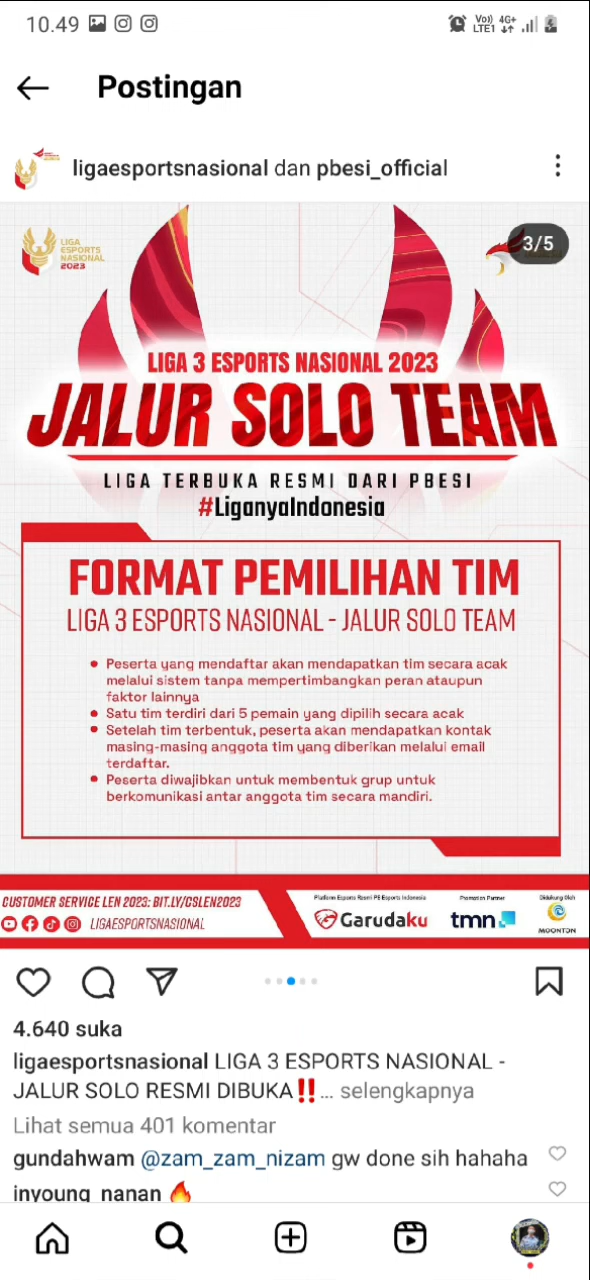 10.49
Vo)) 4G+
LTE1
Postingan
ligaesportsnasional dan pbesi_official
LIGA
ESPORTS
NASIONAL
2023
3/5
LIGA 3 ESPORTS NASIONAL 2023
JALUR SOLO TEAM
LIGA TERBUKA RESMI DARI PBESI
#LiganyaIndonesia
FORMAT PEMILIHAN TIM
LIGA 3 ESPORTS NASIONAL - JALUR SOLO TEAM
• Peserta yang mendaftar akan mendapatkan tim secara acak
melalui sistem tanpa mempertimbangkan peran ataupun
faktor lainnya
• Satu tim terdiri dari 5 pemain yang dipilih secara acak
• Setelah tim terbentuk, peserta akan mendapatkan kontak
masing-masing anggota tim yang diberikan melalui email
terdaftar.
• Peserta diwajibkan untuk membentuk grup untuk
berkomunikasi antar anggota tim secara mandiri.
CUSTOMER SERVICE LEN 2023: BIT.LY/CSLEN2023
LIGAESPORTSNASIONAL
Platform Esports Resmi PB Esports Indonesia
Garudaku
Promotion Partner
tmn
Didukung Oleh
MOONTON
4.640 suka
ligaesportsnasional LIGA 3 ESPORTS NASIONAL -
JALUR SOLO RESMI DIBUKA‼️... selengkapnya
Lihat semua 401 komentar
gundahwam @zam_zam_nizam gw done sih hahaha
inyoung_nanan 🔥